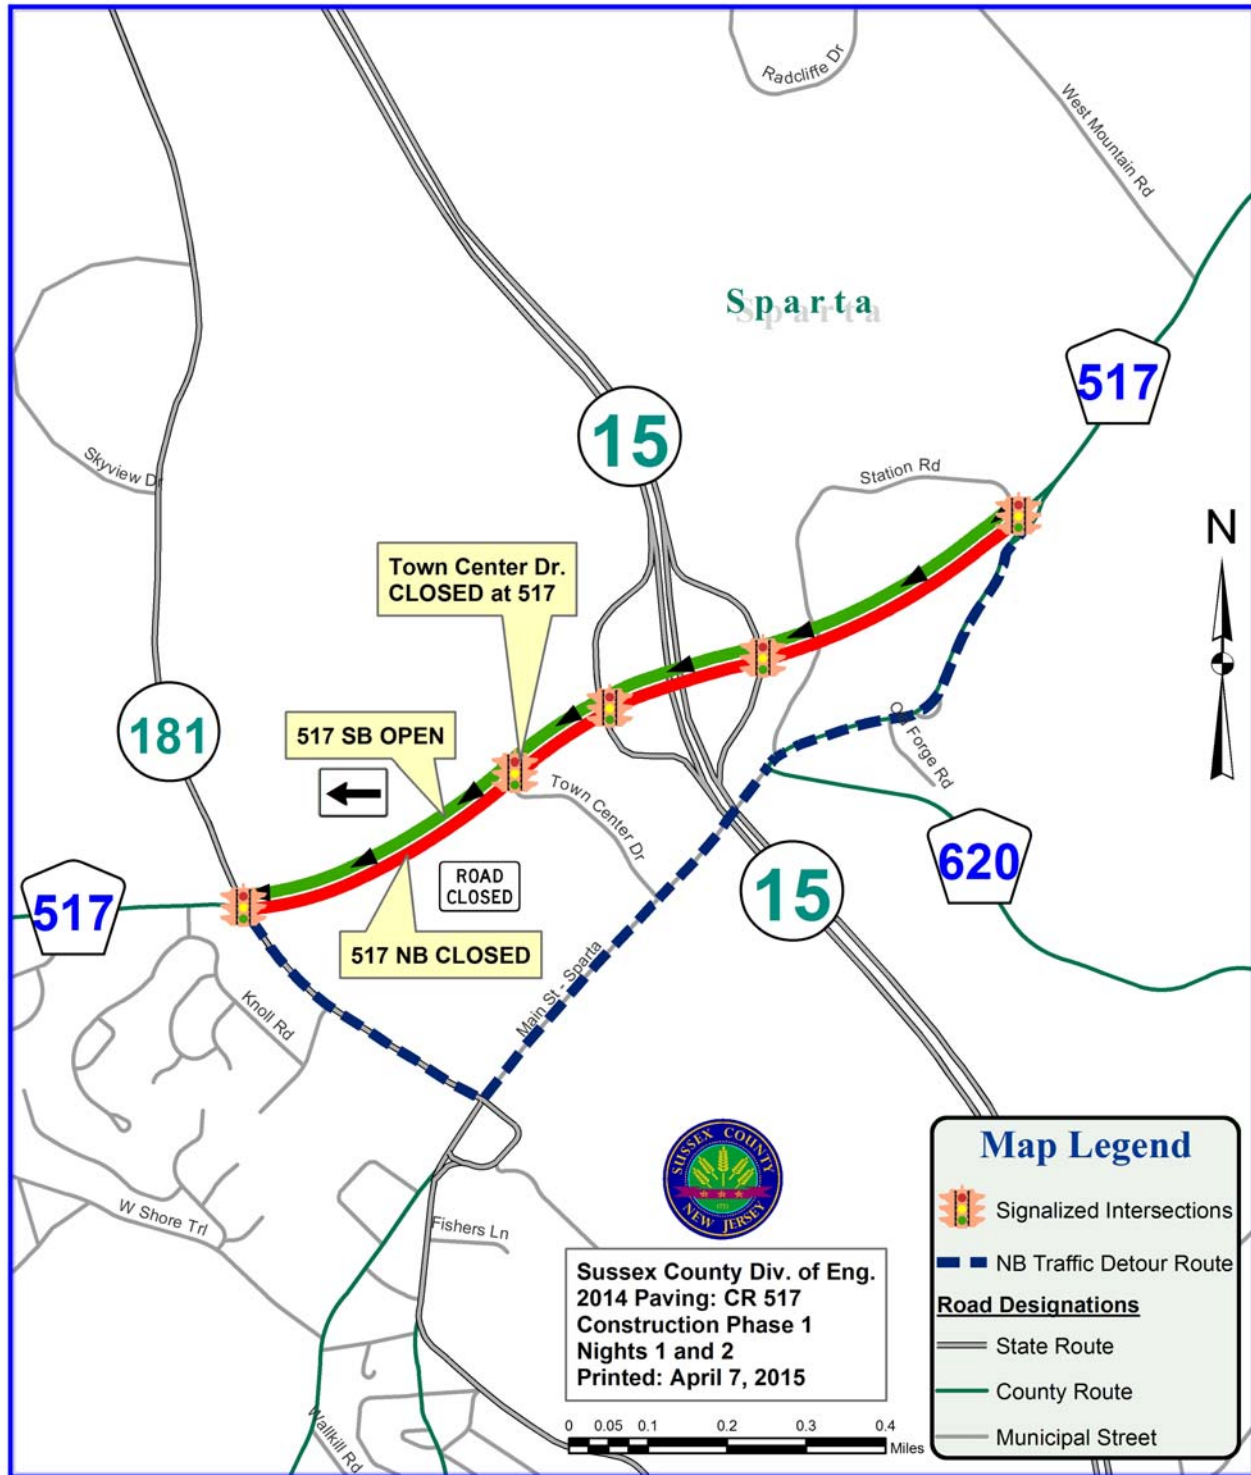 Radcliffe Dr
West Mountain Rd
Sparta
517
15
Skyview Dr
Station Rd
N
Town Center Dr.
CLOSED at 517
181
517 SB OPEN
Old Forge Rd
Town Center Dr
620
ROAD
CLOSED
15
517
517 NB CLOSED
Main St - Sparta
Knoll Rd
W Shore Trl
Fishers Ln
Wallkill Rd
SUSSEX COUNTY
NEW JERSEY
Sussex County Div. of Eng.
2014 Paving: CR 517
Construction Phase 1
Nights 1 and 2
Printed: April 7, 2015
0 0.05 0.1 0.2 0.3 0.4
Miles
Map Legend
Signalized Intersections
NB Traffic Detour Route
Road Designations
State Route
County Route
Municipal Street